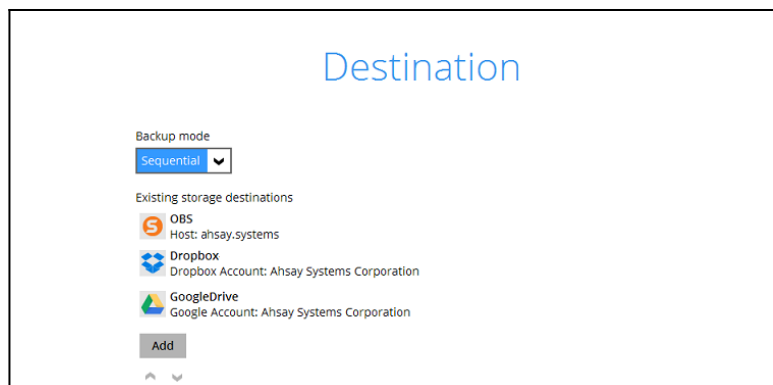 Destination
Backup mode
Sequential
Existing storage destinations
OBS
Host: ahsay.systems
Dropbox
Dropbox Account: Ahsay Systems Corporation
GoogleDrive
Google Account: Ahsay Systems Corporation
Add